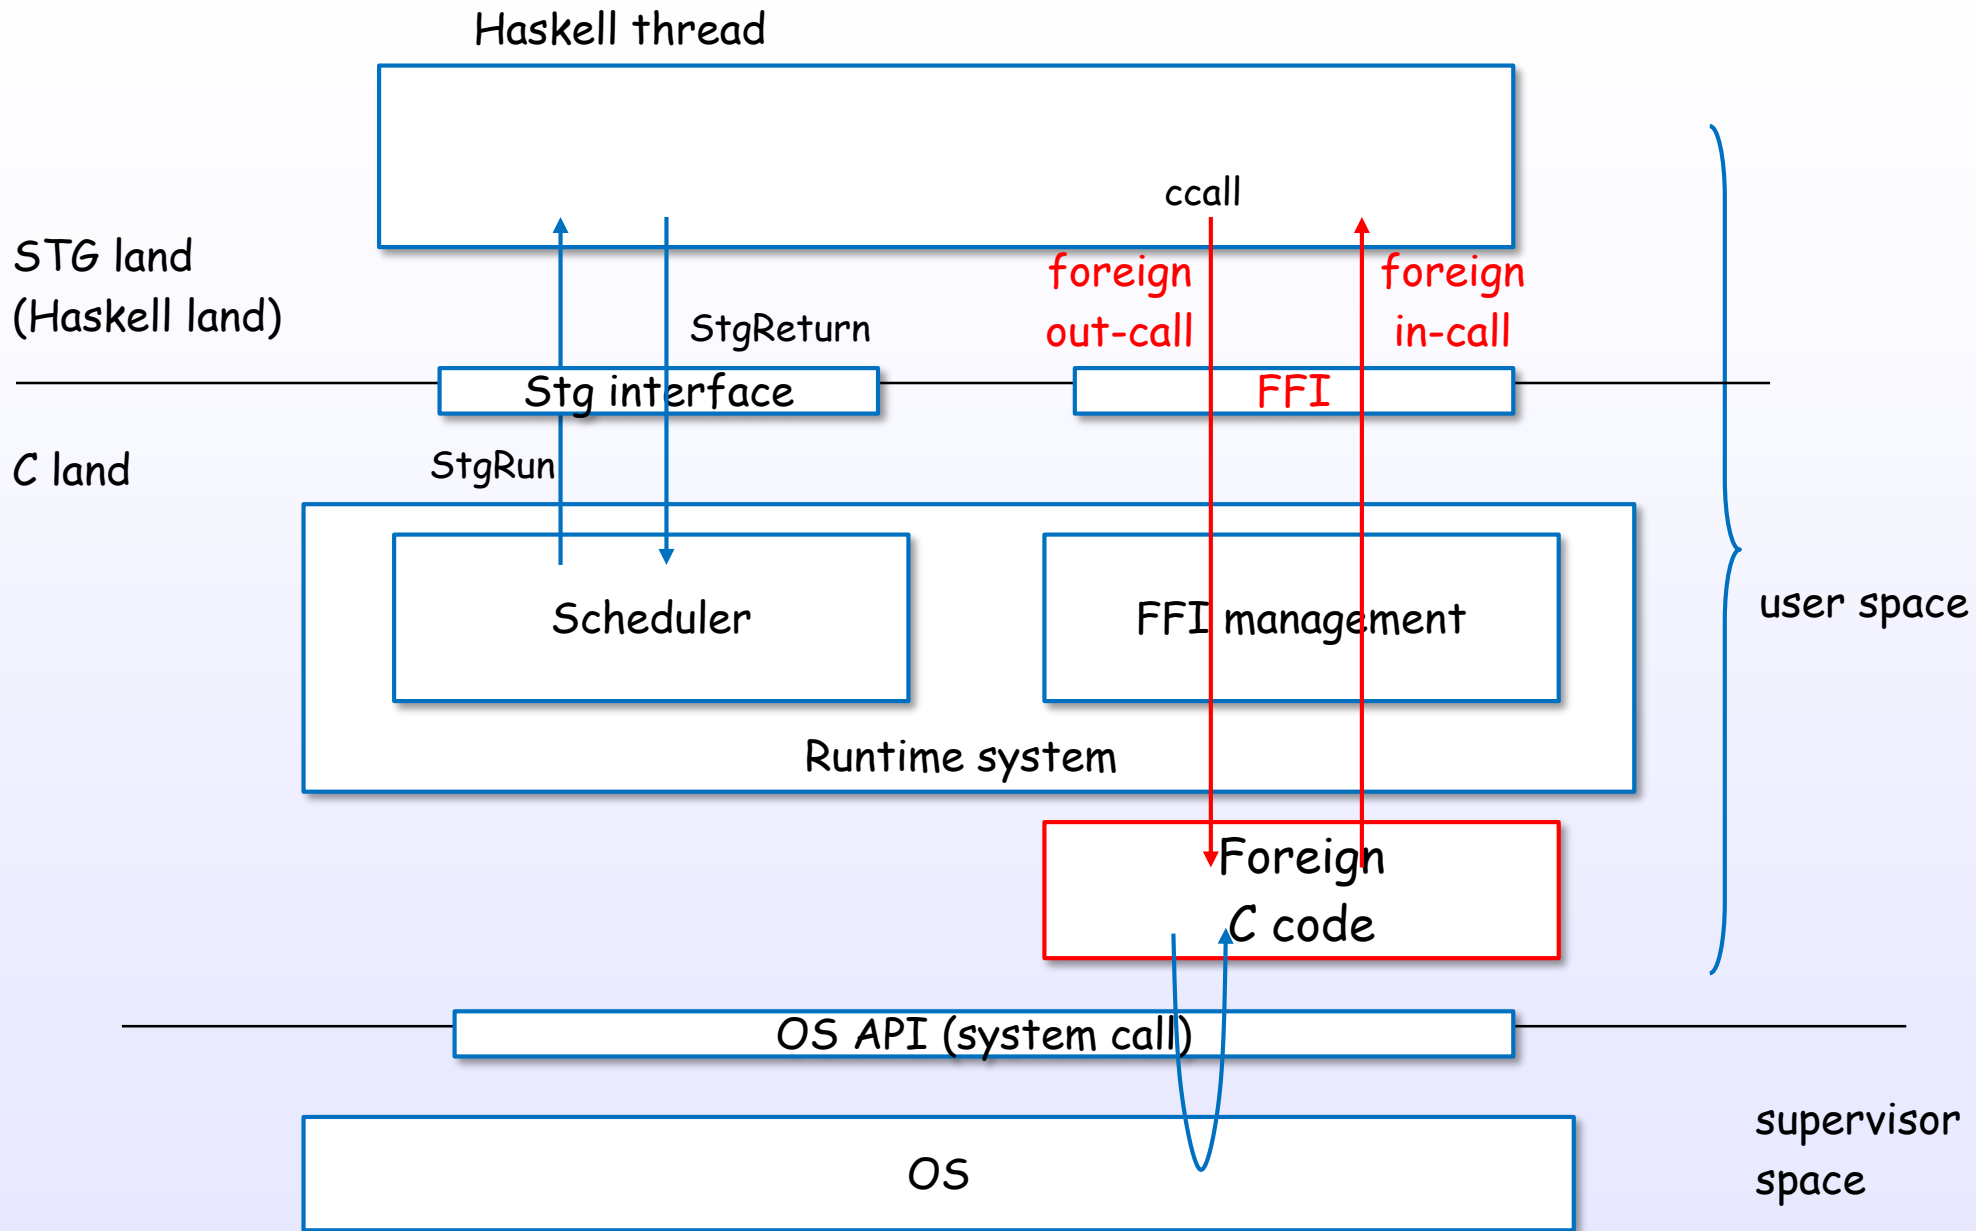 Haskell thread
ccall
STG land
(Haskell land)
foreign
out-call
foreign
in-call
StgReturn
Stg interface
FFI
C land
StgRun
Scheduler
FFI management
user space
Runtime system
Foreign
C code
OS API (system call)
supervisor
space
OS